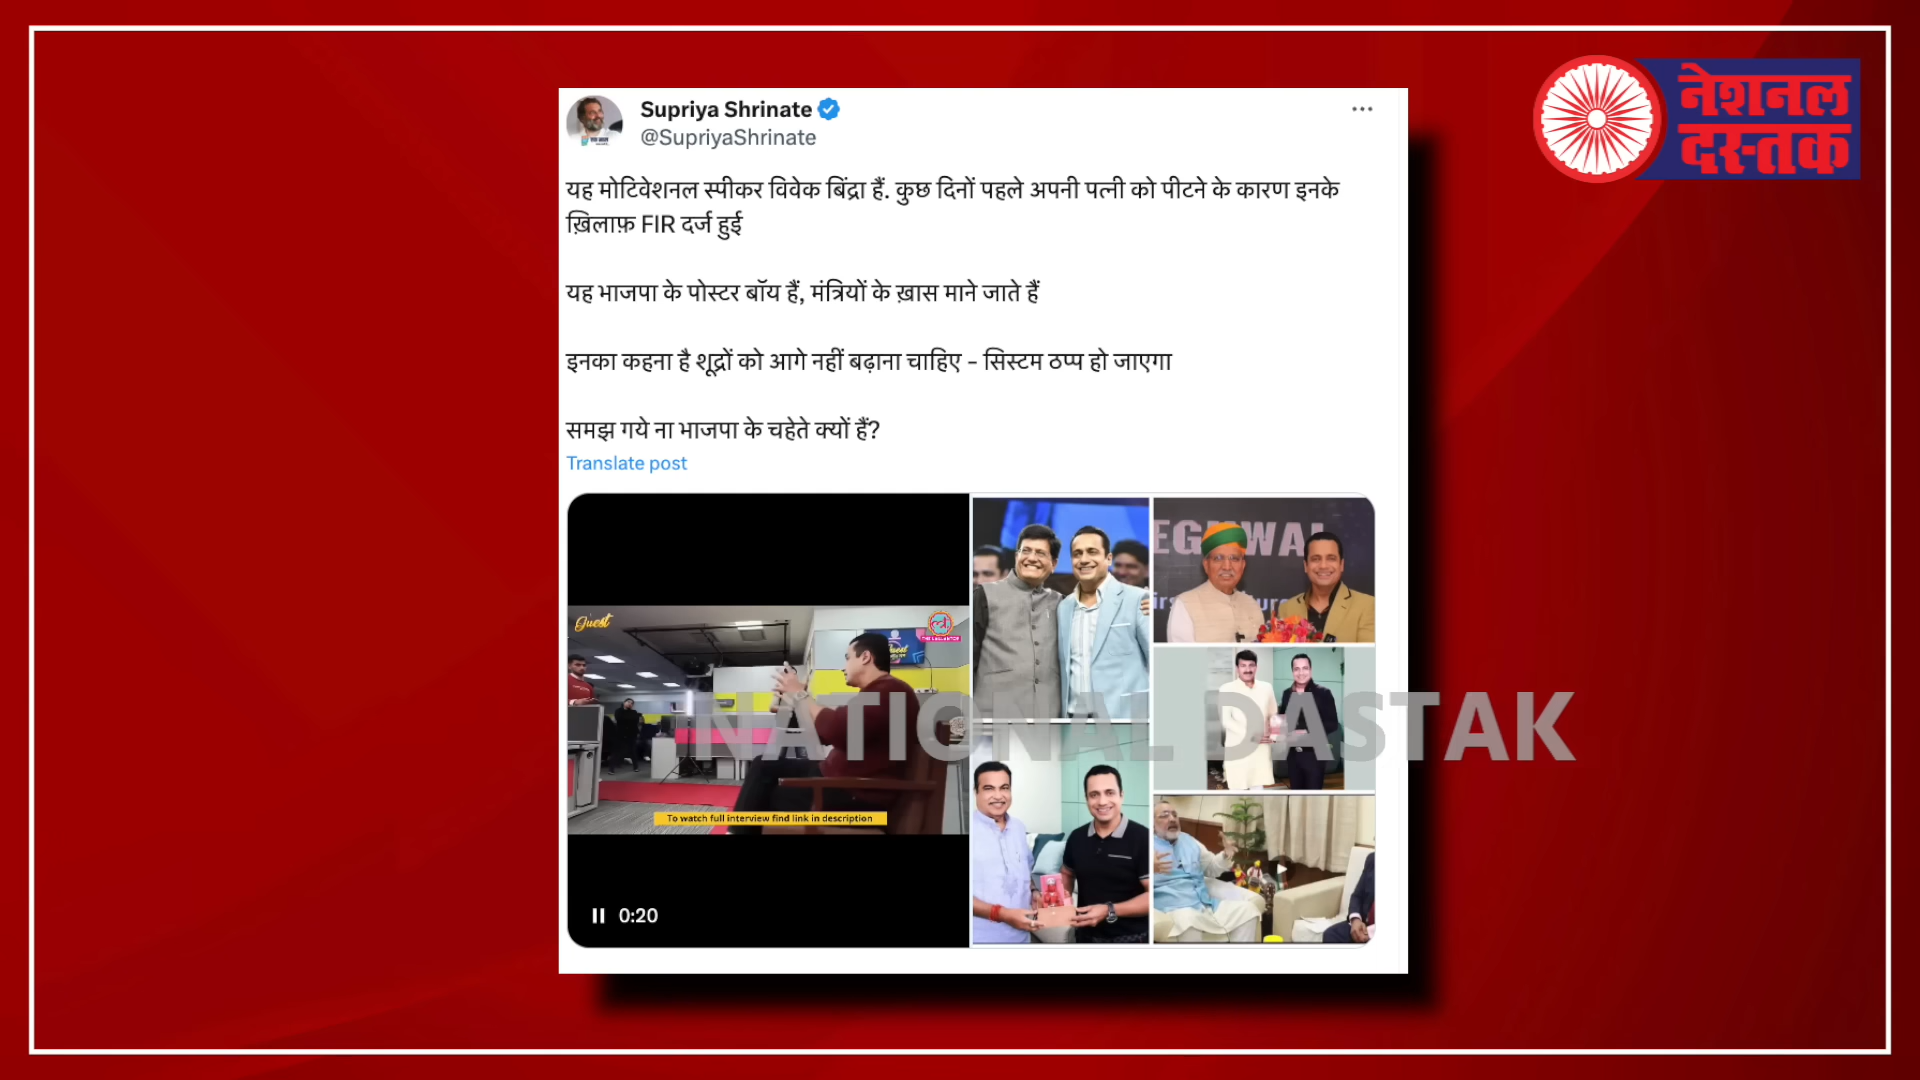 नेशनल
दस्तक
Supriya Shrinate
@SupriyaShrinate
यह मोटिवेशनल स्पीकर विवेक बिंद्रा हैं. कुछ दिनों पहले अपनी पत्नी को पीटने के कारण इनके
ख़िलाफ़ FIR दर्ज हुई
यह भाजपा के पोस्टर बॉय हैं, मंत्रियों के ख़ास माने जाते हैं
इनका कहना है शूद्रों को आगे नहीं बढ़ाना चाहिए - सिस्टम ठप्प हो जाएगा
समझ गये ना भाजपा के चहेते क्यों हैं?
Translate post
Guest
EGHWAL
NATIONAL DASTAK
To watch full interview find link in description
0:20